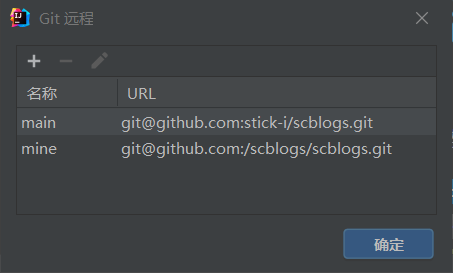 Git 远程
名称 URL
main git@github.com:stick-i/scblogs.git
mine git@github.com:/scblogs/scblogs.git
确定